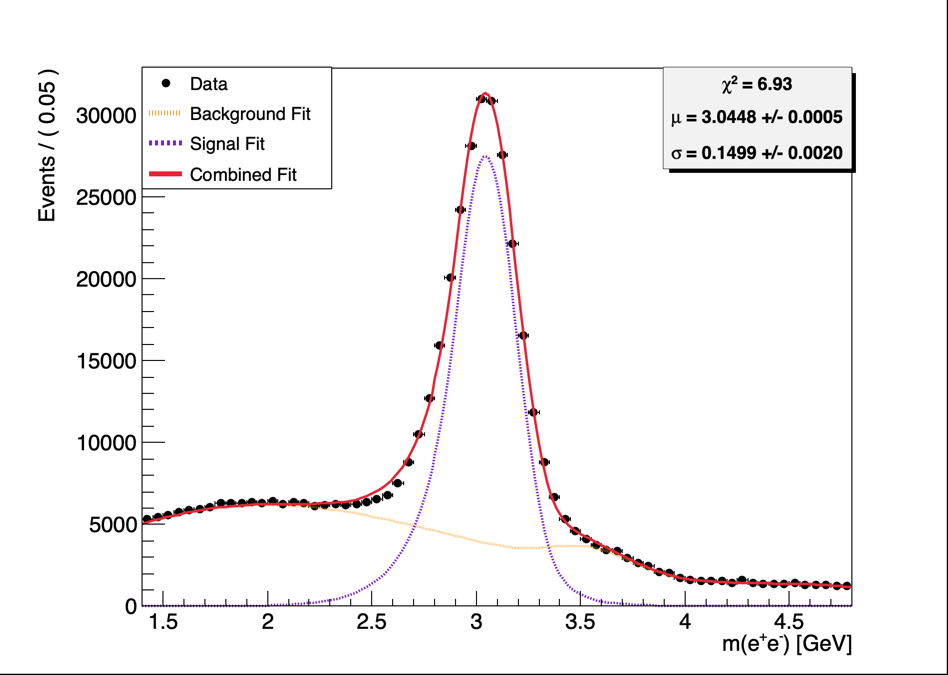 Events / ( 0.05 )
Data
Background Fit
Signal Fit
Combined Fit
χ² = 6.93
μ = 3.0448 +/- 0.0005
σ = 0.1499 +/- 0.0020
30000
25000
20000
15000
10000
5000
0
1.5 2 2.5 3 3.5 4 4.5
m(e⁺e⁻) [GeV]